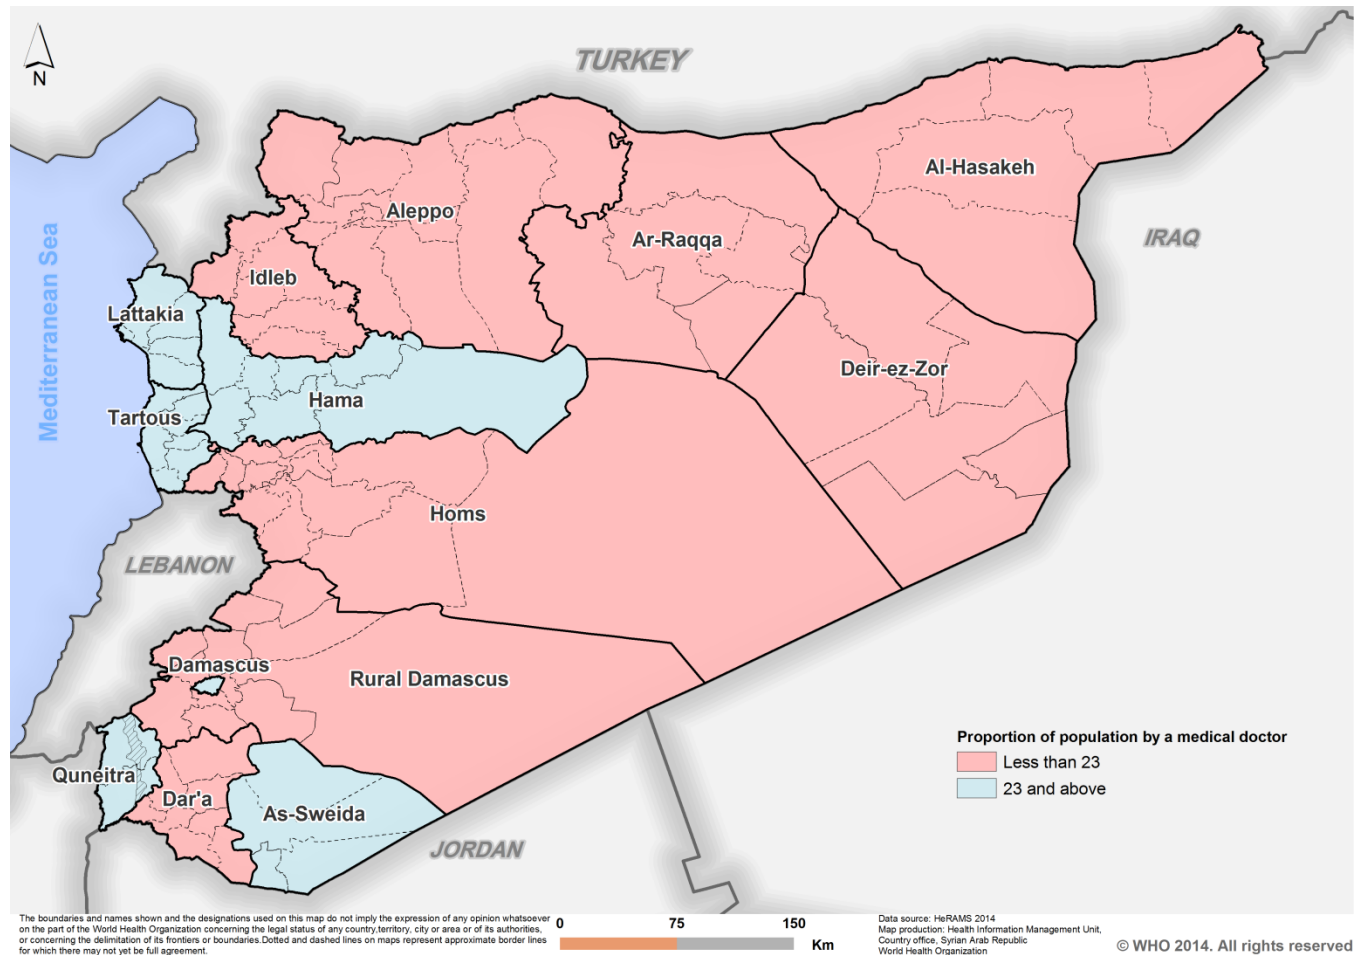 N
TURKEY
Mediterranean Sea
Al-Hasakeh
Aleppo
Ar-Raqqa
IRAQ
Idleb
Lattakia
Deir-ez-Zor
Hama
Tartous
Homs
LEBANON
Damascus
Rural Damascus
Quneitra
Dar'a
As-Sweida
JORDAN
Proportion of population by a medical doctor
Less than 23
23 and above
The boundaries and names shown and the designations used on this map do not imply the expression of any opinion whatsoever
on the part of the World Health Organization concerning the legal status of any country,territory, city or area or of its authorities,
or concerning the delimitation of its frontiers or boundaries.Dotted and dashed lines on maps represent approximate border lines
for which there may not yet be full agreement.
0 75 150
Km
Data source: HeRAMS 2014
Map production: Health Information Management Unit,
Country office, Syrian Arab Republic
World Health Organization
© WHO 2014. All rights reserved